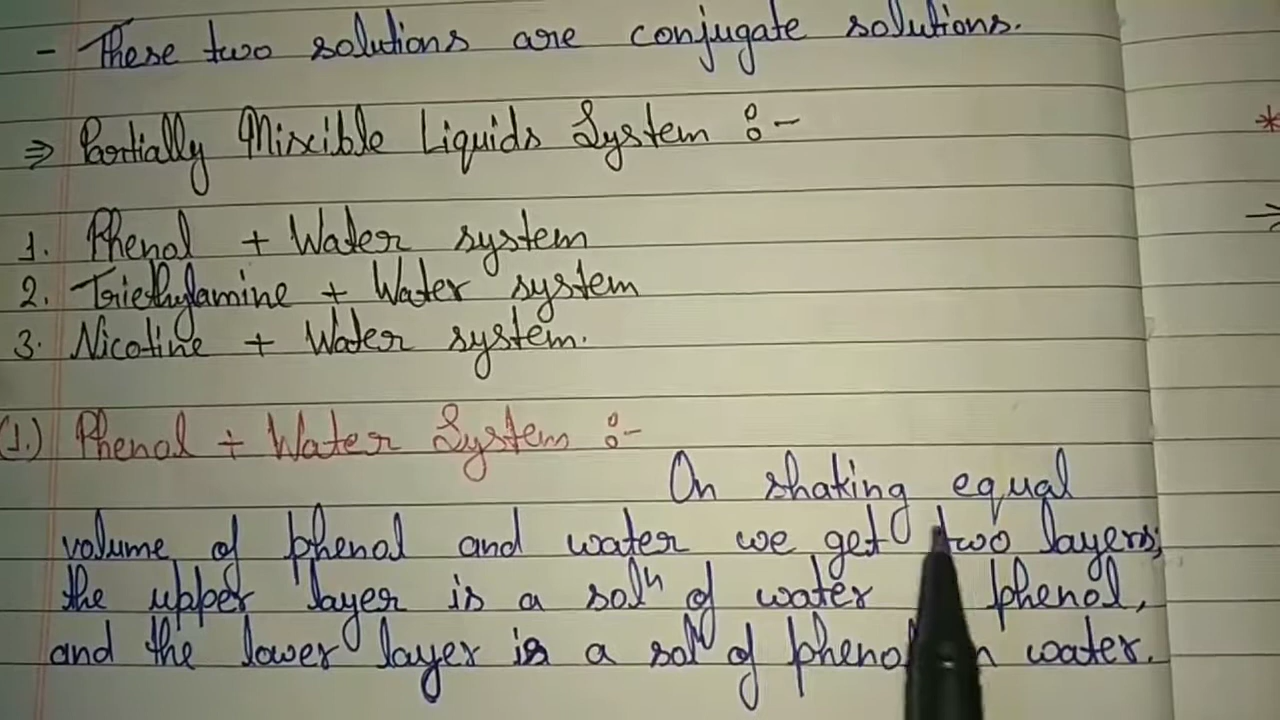 - These two solutions are conjugate solutions.
⇒ Partially Mixcible Liquids System :-
1. Phenol + Water system
2. Triethylamine + Water system
3. Nicotine + Water system.
(1.) Phenol + Water System :-
On shaking equal
volume of phenol and water we get two layers;
the upper layer is a solⁿ of water phenol,
and the lower layer is a solⁿ of water.